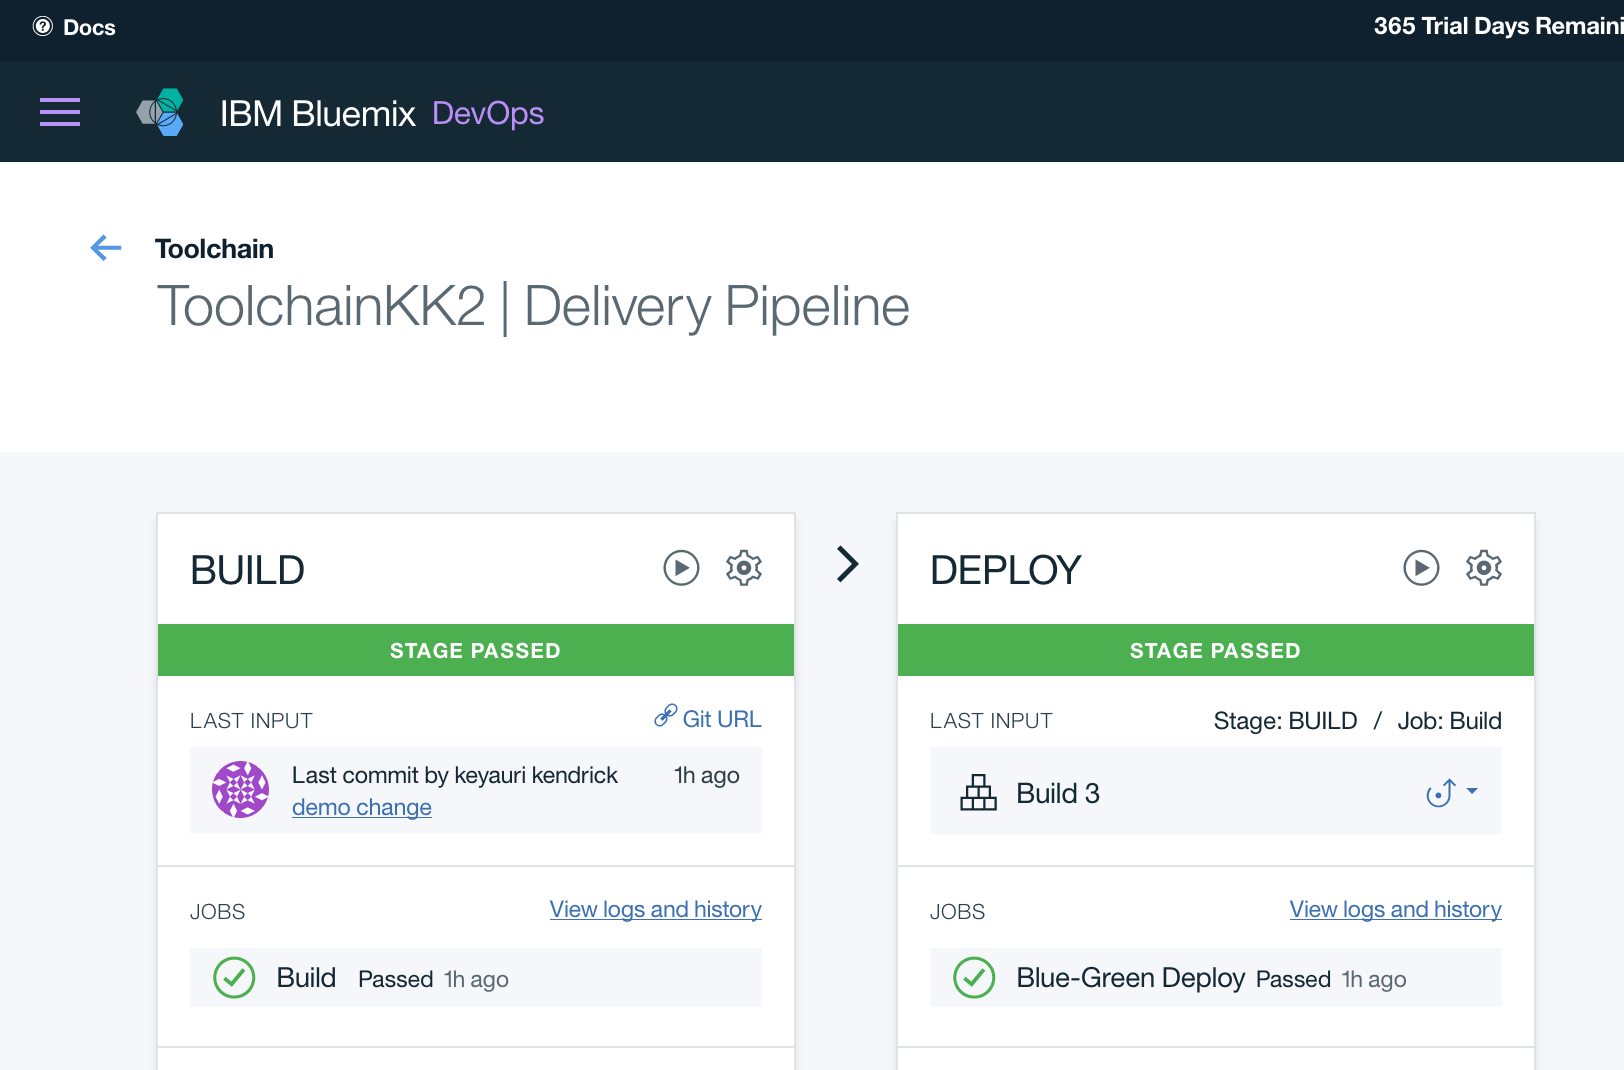 Docs
365 Trial Days Remaini
IBM Bluemix DevOps
Toolchain
ToolchainKK2 | Delivery Pipeline
BUILD
STAGE PASSED
LAST INPUT
Git URL
Last commit by keyauri kendrick
1h ago
demo change
JOBS
View logs and history
Build Passed 1h ago
DEPLOY
STAGE PASSED
LAST INPUT
Stage: BUILD / Job: Build
Build 3
JOBS
View logs and history
Blue-Green Deploy Passed 1h ago